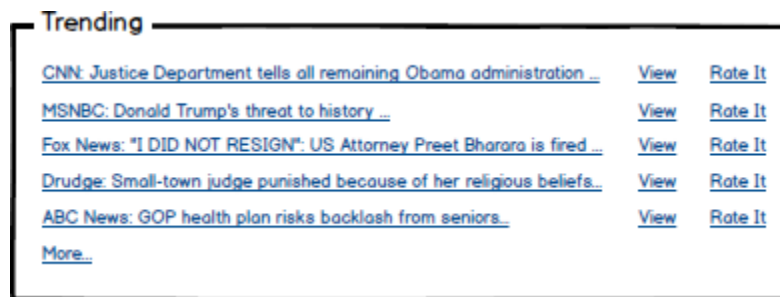 Trending
CNN: Justice Department tells all remaining Obama administration ... View Rate It
MSNBC: Donald Trump's threat to history ... View Rate It
Fox News: "I DID NOT RESIGN": US Attorney Preet Bharara is fired ... View Rate It
Drudge: Small-town judge punished because of her religious beliefs... View Rate It
ABC News: GOP health plan risks backlash from seniors... View Rate It
More...